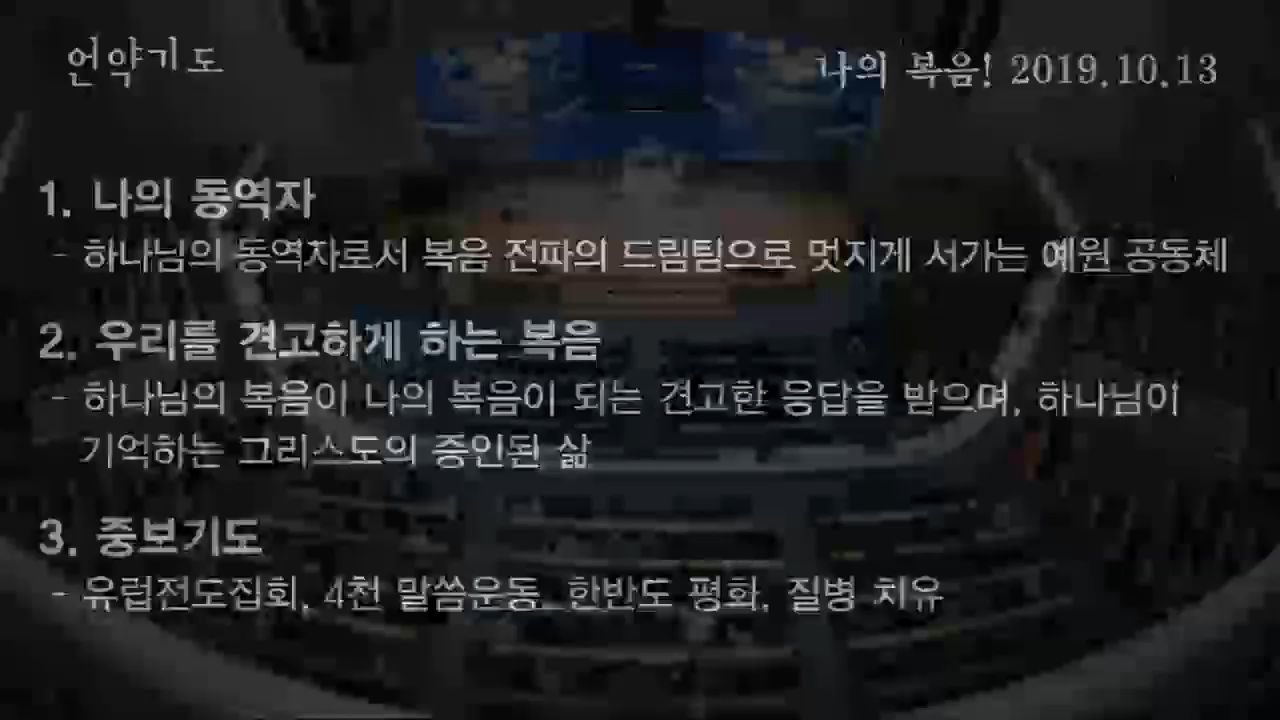 언약기도
나의 복음! 2019.10.13
1. 나의 동역자
- 하나님의 동역자로서 복음 전파의 드림팀으로 멋지게 서가는 예원 공동체
2. 우리를 견고하게 하는 복음
- 하나님의 복음이 나의 복음이 되는 견고한 응답을 받으며, 하나님이
기억하는 그리스도의 증인된 삶
3. 중보기도
- 유럽전도집회, 4천 말씀운동, 한반도 평화, 질병 치유